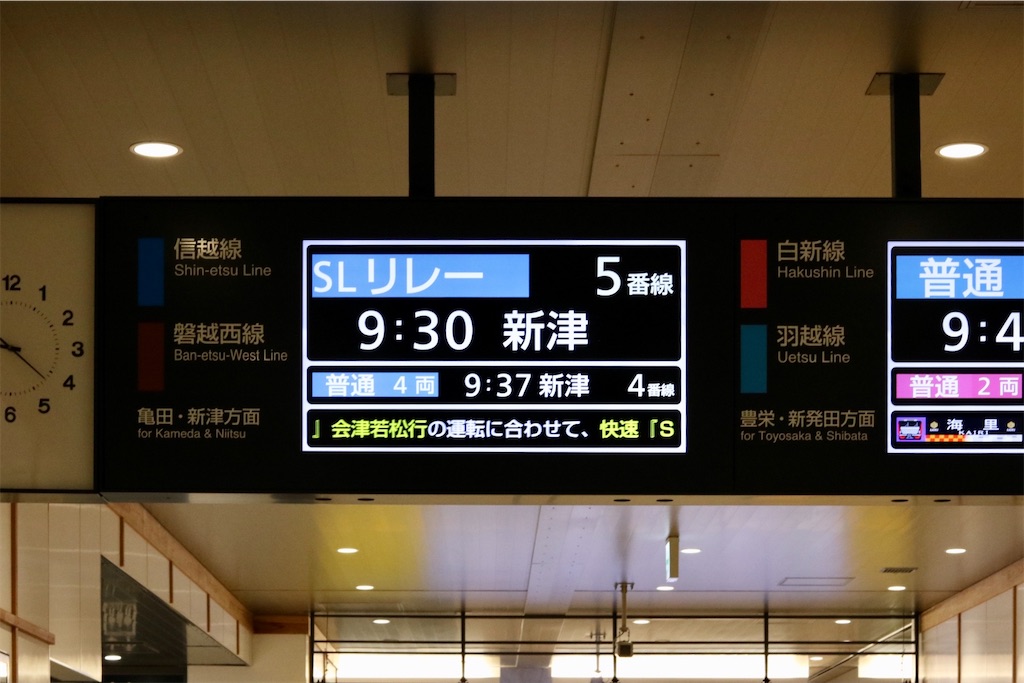 12
1
2
3
4
5
6
信越線
Shin-etsu Line
磐越西線
Ban-etsu-West Line
亀田・新津方面
for Kameda & Niitsu
SLリレー 5番線
9:30 新津
普通 4両 9:37 新津 4番線
』会津若松行の運転に合わせて、快速『S
白新線
Hakushin Line
羽越線
Uetsu Line
豊栄・新発田方面
for Toyosaka & Shibata
普通
9:4
普通 2両
海里
KAIRI